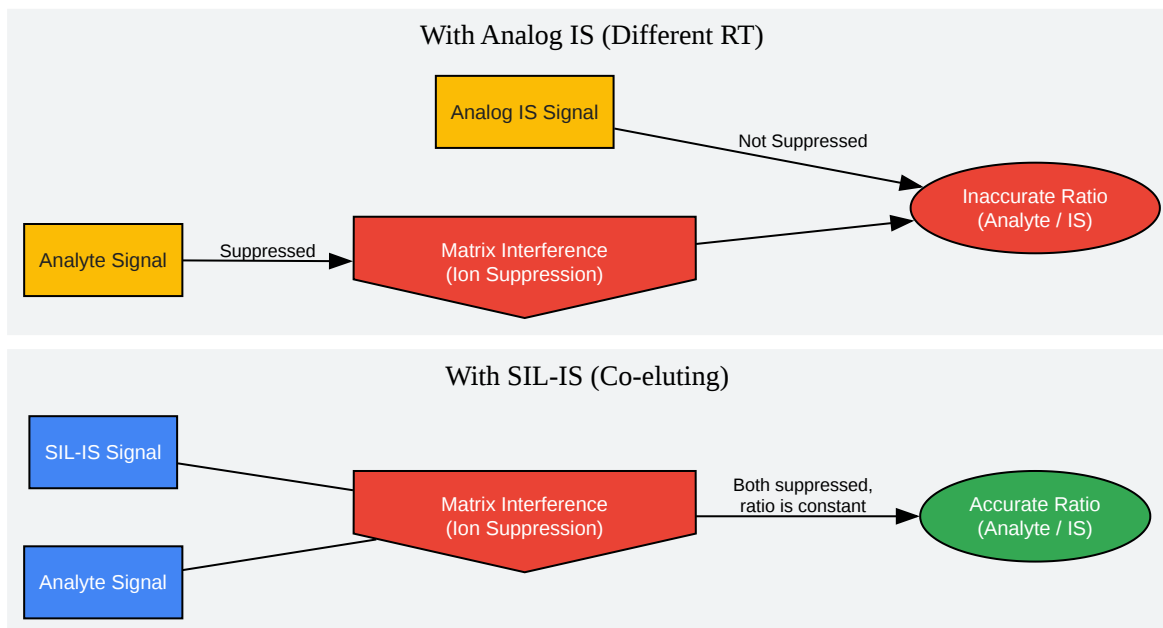 With Analog IS (Different RT)
Analog IS Signal
Not Suppressed
Inaccurate Ratio
(Analyte / IS)
Analyte Signal
Suppressed
Matrix Interference
(Ion Suppression)
With SIL-IS (Co-eluting)
SIL-IS Signal
Analyte Signal
Matrix Interference
(Ion Suppression)
Both suppressed,
ratio is constant
Accurate Ratio
(Analyte / IS)